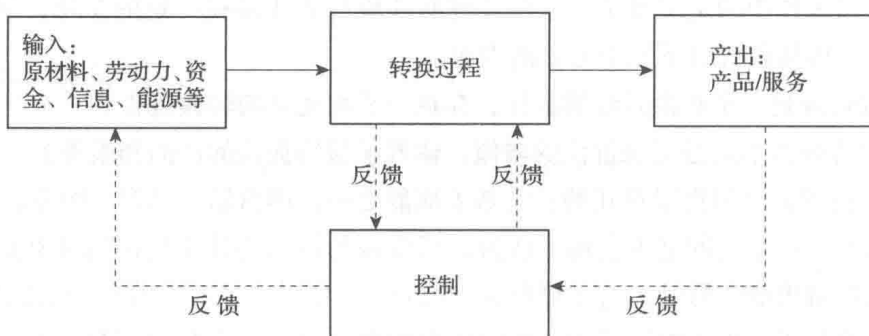 输入：
原材料、劳动力、资
金、信息、能源等
转换过程
产出：
产品/服务
反馈
反馈
控制
反馈
反馈